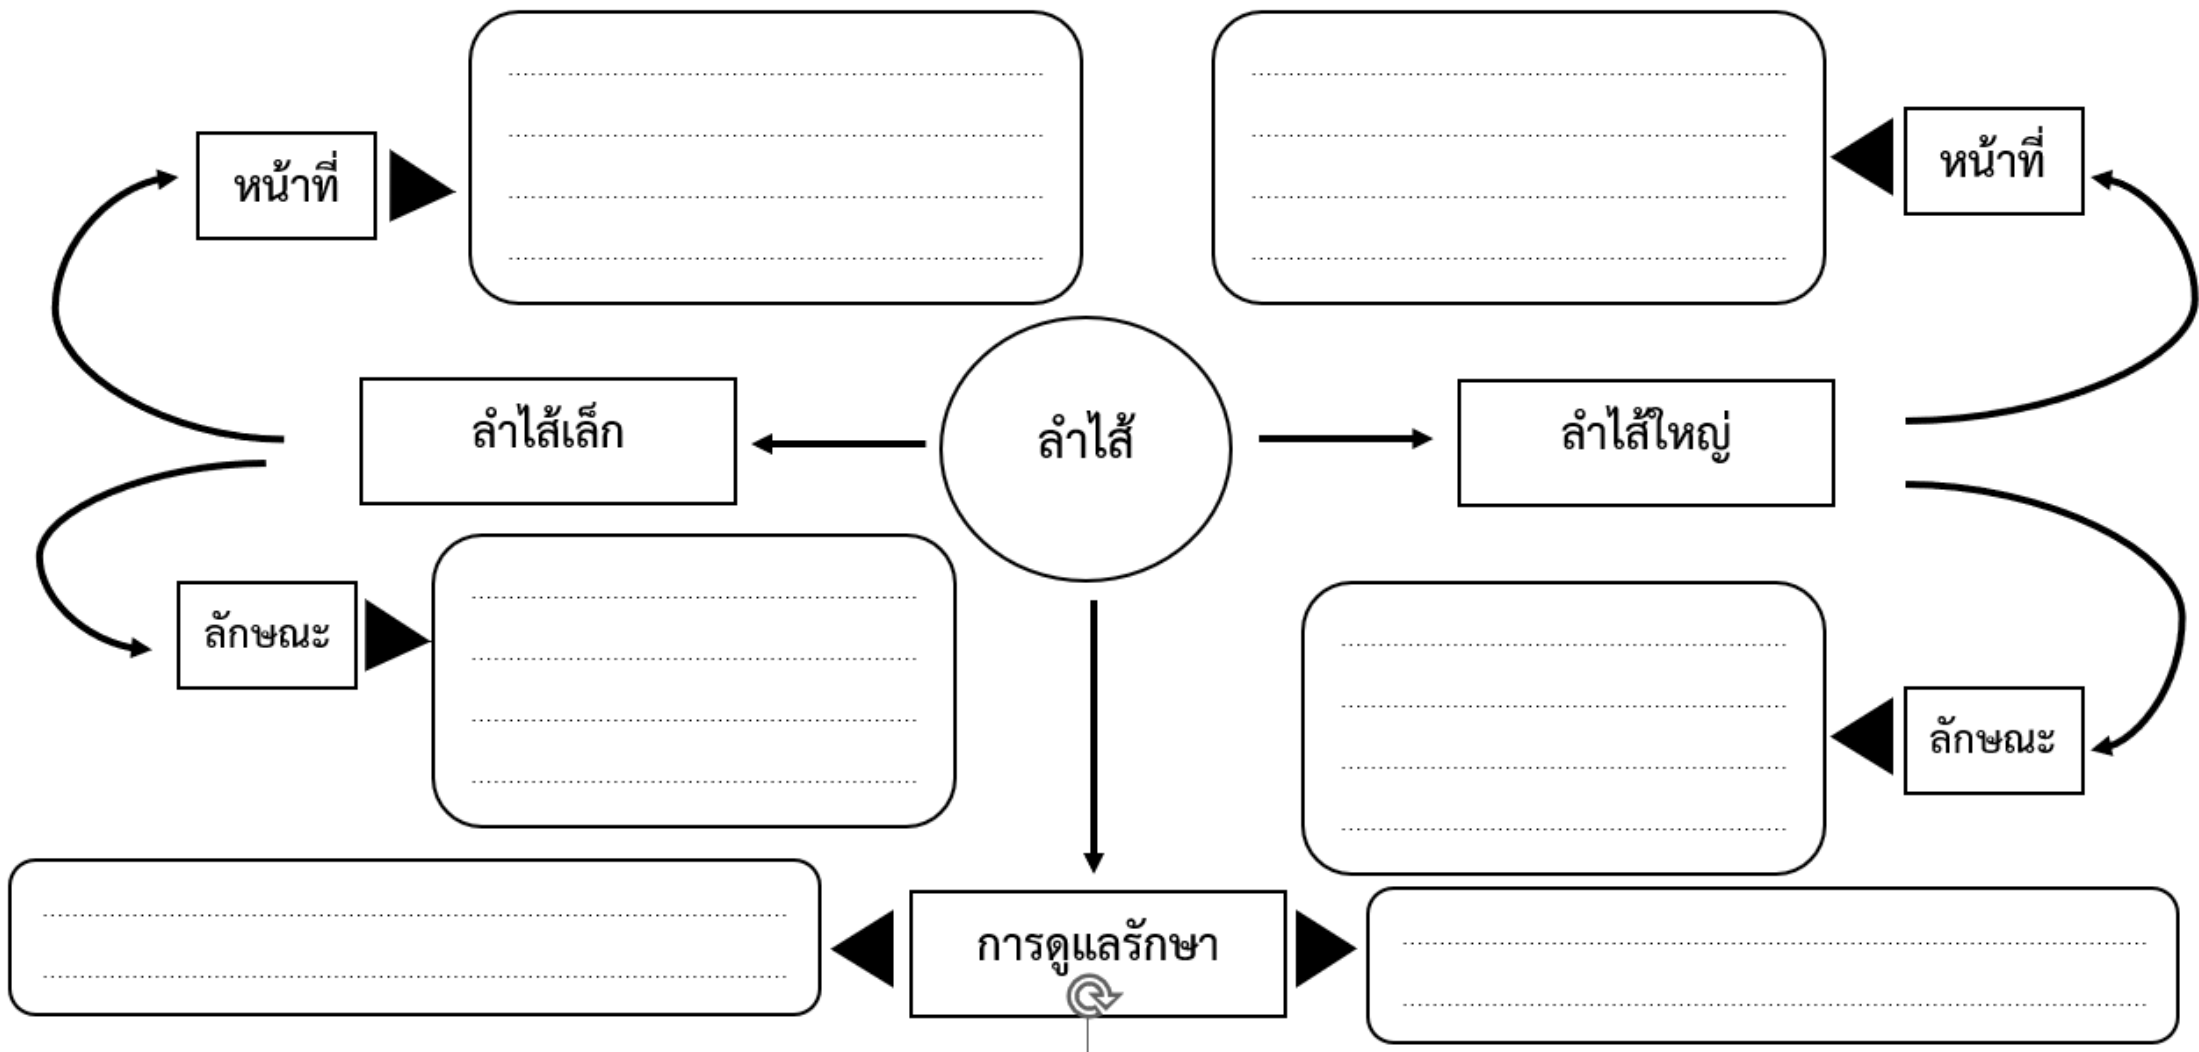 หน้าที่
หน้าที่
ลำไส้เล็ก
ลำไส้
ลำไส้ใหญ่
ลักษณะ
ลักษณะ
การดูแลรักษา